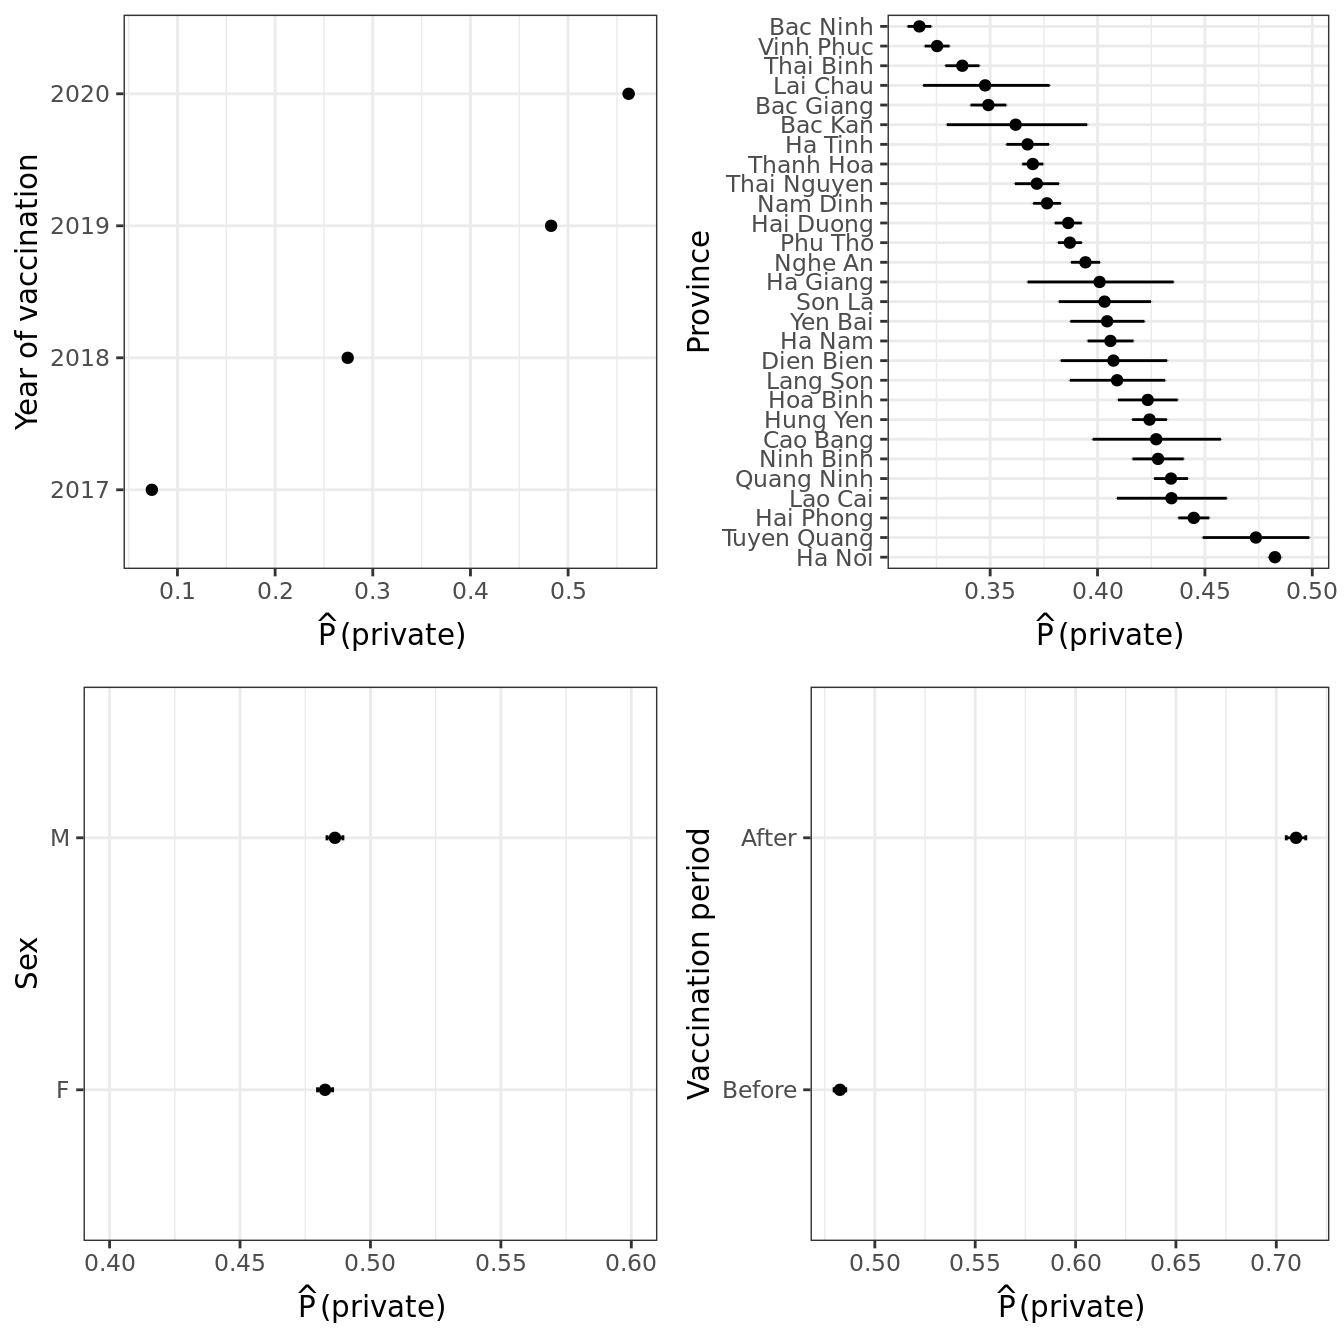 2020
2019
2018
2017
Year of vaccination
0.1 0.2 0.3 0.4 0.5
P̂(private)
Bac Ninh
Vinh Phuc
Thai Binh
Lai Chau
Bac Giang
Bac Kan
Ha Tinh
Thanh Hoa
Thai Nguyen
Nam Dinh
Hai Duong
Phu Tho
Nghe An
Ha Giang
Son La
Yen Bai
Ha Nam
Dien Bien
Lang Son
Hoa Binh
Hung Yen
Cao Bang
Ninh Binh
Quang Ninh
Lao Cai
Hai Phong
Tuyen Quang
Ha Noi
Province
0.35 0.40 0.45 0.50
P̂(private)
M
F
Sex
0.40 0.45 0.50 0.55 0.60
P̂(private)
After
Before
Vaccination period
0.50 0.55 0.60 0.65 0.70
P̂(private)